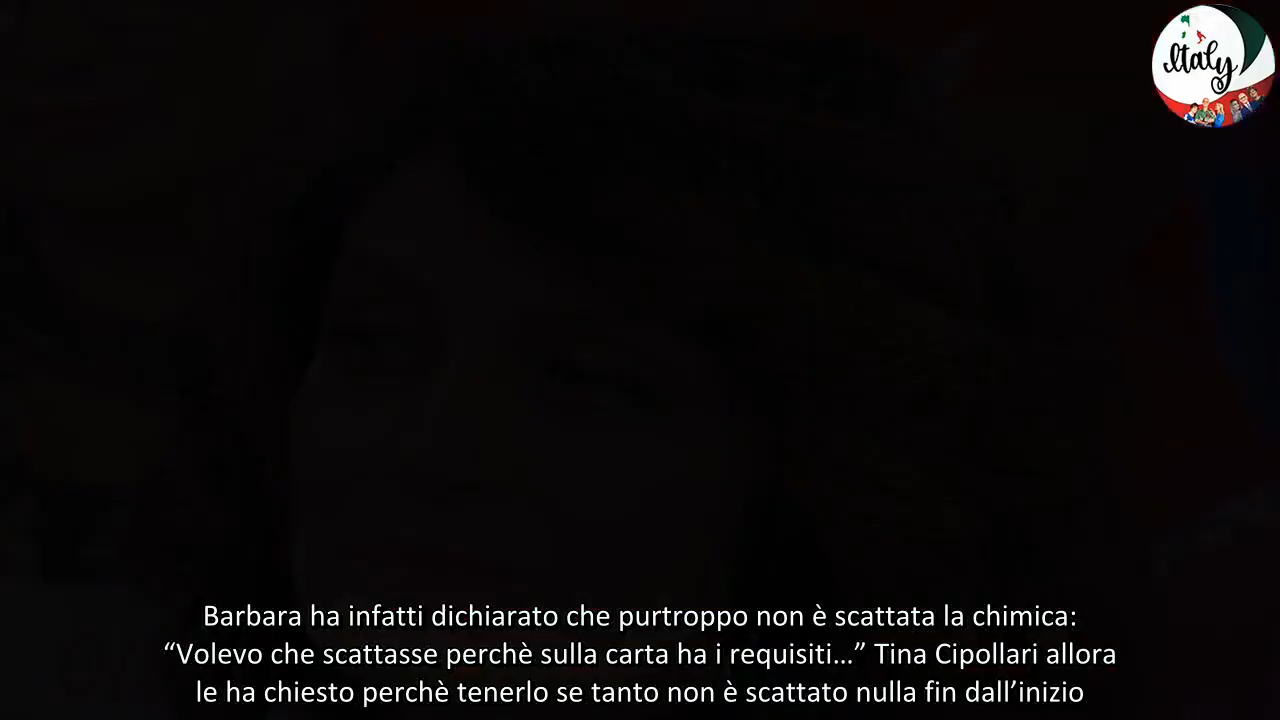 Italy
Barbara ha infatti dichiarato che purtroppo non è scattata la chimica:
“Volevo che scattasse perchè sulla carta ha i requisiti…” Tina Cipollari allora
le ha chiesto perchè tenerlo se tanto non è scattato nulla fin dall’inizio